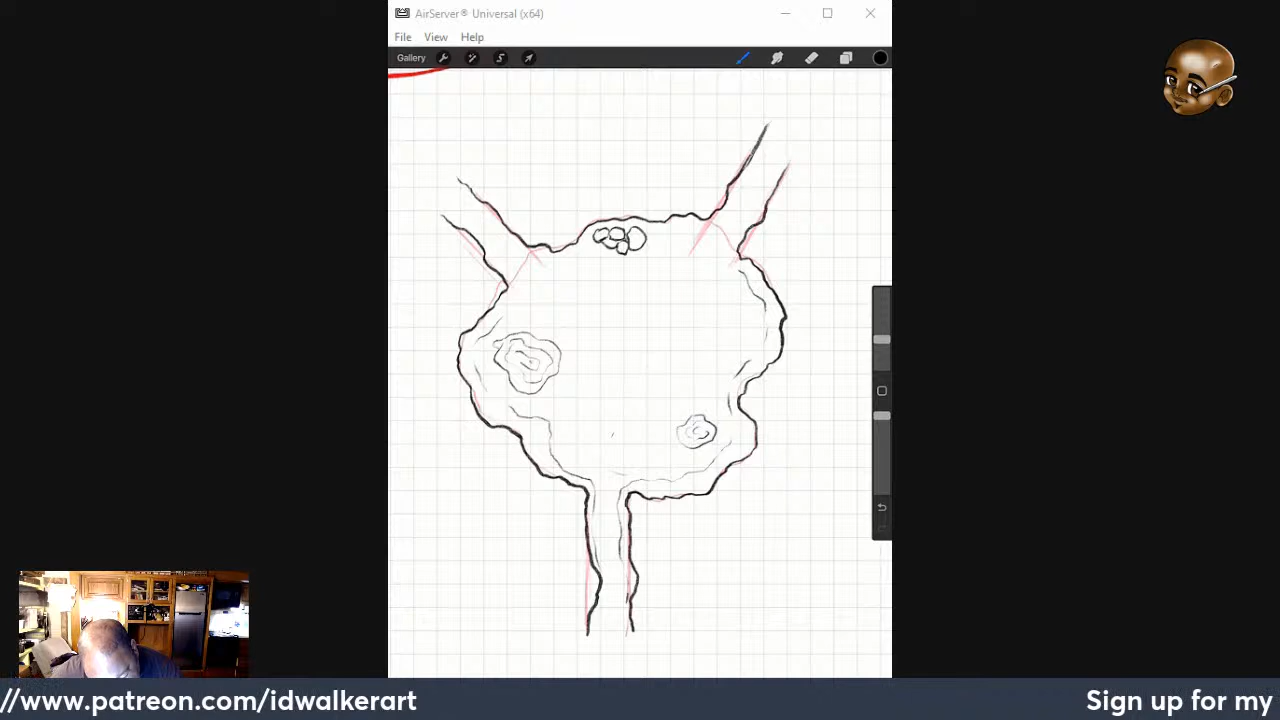 AirServer® Universal (x64)
File View Help
Gallery
//www.patreon.com/idwalkerart
Sign up for my